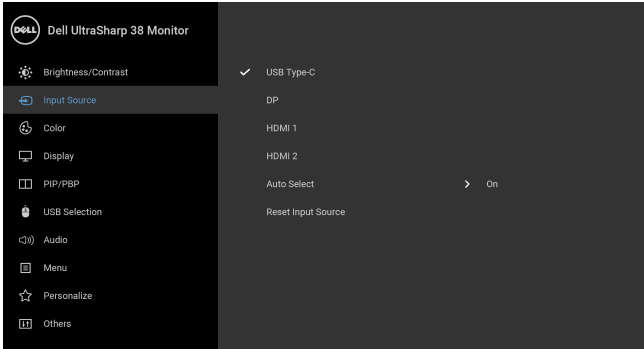 DELL Dell UltraSharp 38 Monitor
Brightness/Contrast
USB Type-C
Input Source
DP
Color
HDMI 1
Display
HDMI 2
PIP/PBP
Auto Select On
USB Selection
Reset Input Source
Audio
Menu
Personalize
Others